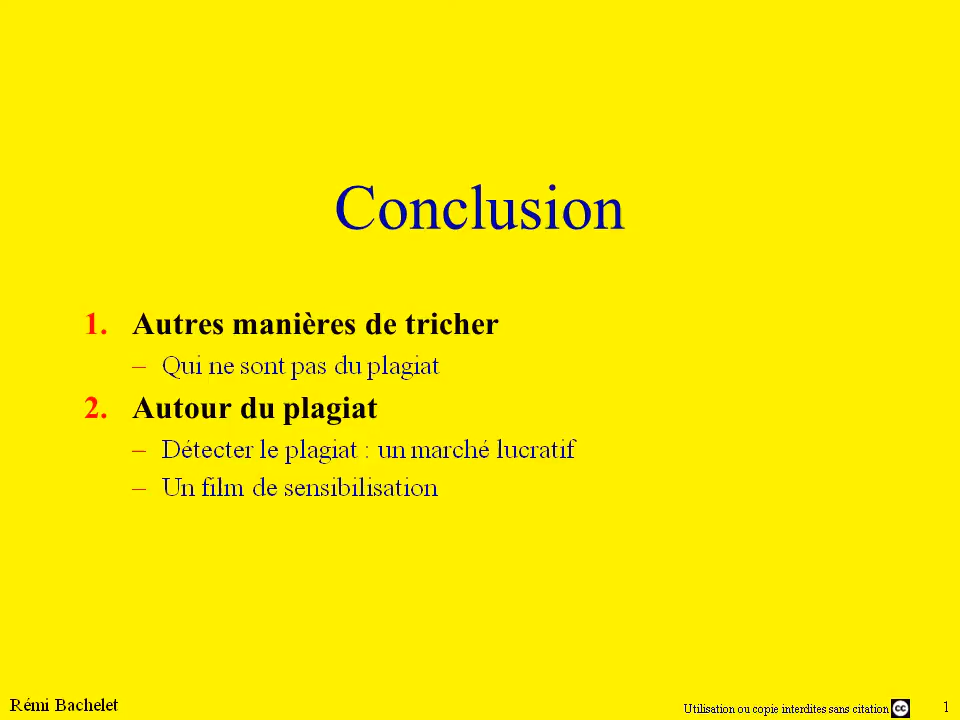 Conclusion
1. Autres manières de tricher
– Qui ne sont pas du plagiat
2. Autour du plagiat
– Détecter le plagiat : un marché lucratif
– Un film de sensibilisation
Rémi Bachelet
Utilisation ou copie interdites sans citation
cc
1